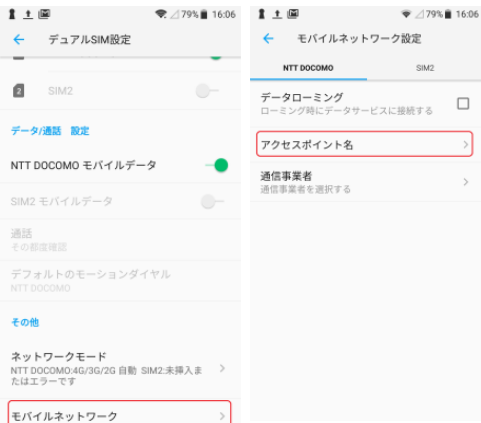 79% 16:06
デュアルSIM設定
2 SIM2
データ/通話 設定
NTT DOCOMO モバイルデータ
SIM2 モバイルデータ
通話
その都度確認
デフォルトのモーションダイヤル
NTT DOCOMO
その他
ネットワークモード
NTT DOCOMO:4G/3G/2G 自動 SIM2:未挿入ま
たはエラーです
モバイルネットワーク
79% 16:06
モバイルネットワーク設定
NTT DOCOMO SIM2
データローミング
ローミング時にデータサービスに接続する
アクセスポイント名
通信事業者
通信事業者を選択する